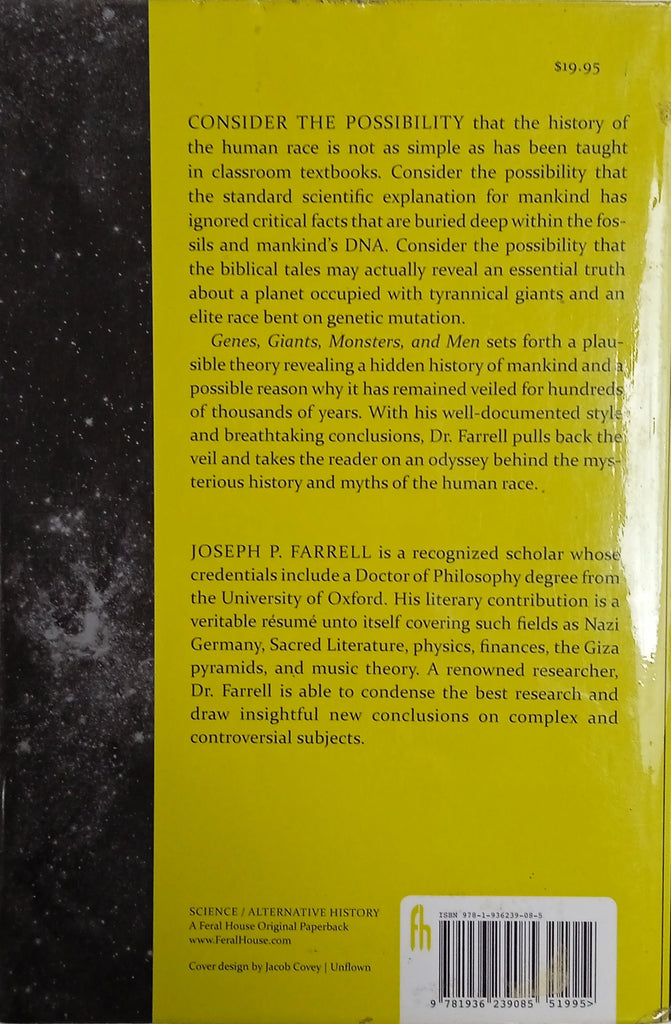 $19.95
CONSIDER THE POSSIBILITY that the history of
the human race is not as simple as has been taught
in classroom textbooks. Consider the possibility that
the standard scientific explanation for mankind has
ignored critical facts that are buried deep within the fos-
sils and mankind's DNA. Consider the possibility that
the biblical tales may actually reveal an essential truth
about a planet occupied with tyrannical giants and an
elite race bent on genetic mutation.
Genes, Giants, Monsters, and Men sets forth a plau-
sible theory revealing a hidden history of mankind and a
possible reason why it has remained veiled for hundreds
of thousands of years. With his well-documented style
and breathtaking conclusions, Dr. Farrell pulls back the
veil and takes the reader on an odyssey behind the mys-
terious history and myths of the human race.
JOSEPH P. FARRELL is a recognized scholar whose
credentials include a Doctor of Philosophy degree from
the University of Oxford. His literary contribution is a
veritable résumé unto itself covering such fields as Nazi
Germany, Sacred Literature, physics, finances, the Giza
pyramids, and music theory. A renowned researcher,
Dr. Farrell is able to condense the best research and
draw insightful new conclusions on complex and
controversial subjects.
SCIENCE / ALTERNATIVE HISTORY
A Feral House Original Paperback
www.FeralHouse.com
Cover design by Jacob Covey | Unflown
fh
ISBN 978-1-936239-08-5
9 781936 239085 51995>